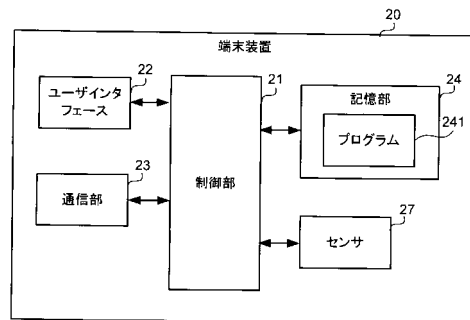 20
端末装置
22
ユーザインタ
フェース
21
24
記憶部
241
プログラム
23
通信部
制御部
27
センサ